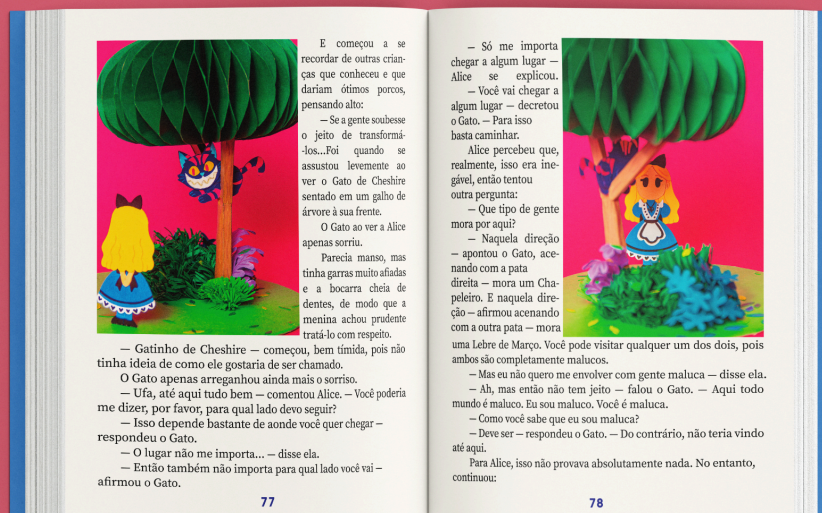 E começou a se
recordar de outras crian-
ças que conheceu e que
dariam ótimos porcos,
pensando alto:
— Se a gente soubesse
o jeito de transformá-
-los...Foi quando se
assustou levemente ao
ver o Gato de Cheshire
sentado em um galho de
árvore à sua frente.
O Gato ao ver a Alice
apenas sorriu.
Parecia manso, mas
tinha garras muito afiadas
e a bocarra cheia de
dentes, de modo que a
menina achou prudente
tratá-lo com respeito.
— Gatinho de Cheshire — começou, bem tímida, pois não
tinha ideia de como ele gostaria de ser chamado.
O Gato apenas arreganhou ainda mais o sorriso.
— Ufa, até aqui tudo bem — comentou Alice. — Você poderia
me dizer, por favor, para qual lado devo seguir?
— Isso depende bastante de aonde você quer chegar —
respondeu o Gato.
— O lugar não me importa... — disse ela.
— Então também não importa para qual lado você vai —
afirmou o Gato.
77
— Só me importa
chegar a algum lugar —
Alice se explicou.
— Você vai chegar a
algum lugar — decretou
o Gato. — Para isso
basta caminhar.
Alice percebeu que,
realmente, isso era ine-
gável, então tentou
outra pergunta:
— Que tipo de gente
mora por aqui?
— Naquela direção
— apontou o Gato, ace-
nando com a pata
direita — mora um Cha-
peleiro. E naquela dire-
ção — afirmou acenando
com a outra pata — mora
uma Lebre de Março. Você pode visitar qualquer um dos dois, pois
ambos são completamente malucos.
— Mas eu não quero me envolver com gente maluca — disse ela.
— Ah, mas então não tem jeito — falou o Gato. — Aqui todo
mundo é maluco. Eu sou maluco. Você é maluca.
— Como você sabe que eu sou maluca?
— Deve ser — respondeu o Gato. — Do contrário, não teria vindo
até aqui.
Para Alice, isso não provava absolutamente nada. No entanto,
continuou:
78